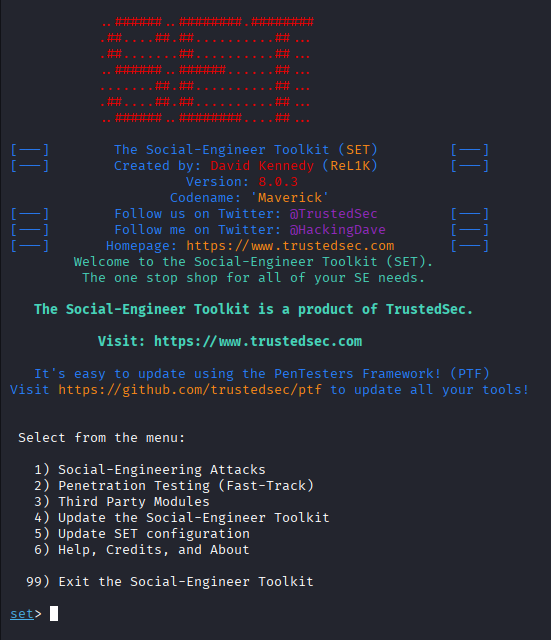 ..######..########.########
.##....##.##..........##...
.##.......##..........##...
..######..######......##...
.......##.##..........##...
.##....##.##..........##...
..######..########....##...
[---] The Social-Engineer Toolkit (SET) [---]
[---] Created by: David Kennedy (ReL1K) [---]
Version: 8.0.3
Codename: 'Maverick'
[---] Follow us on Twitter: @TrustedSec [---]
[---] Follow me on Twitter: @HackingDave [---]
[---] Homepage: https://www.trustedsec.com [---]
Welcome to the Social-Engineer Toolkit (SET).
The one stop shop for all of your SE needs.
The Social-Engineer Toolkit is a product of TrustedSec.
Visit: https://www.trustedsec.com
It's easy to update using the PenTesters Framework! (PTF)
Visit https://github.com/trustedsec/ptf to update all your tools!
Select from the menu:
1) Social-Engineering Attacks
2) Penetration Testing (Fast-Track)
3) Third Party Modules
4) Update the Social-Engineer Toolkit
5) Update SET configuration
6) Help, Credits, and About
99) Exit the Social-Engineer Toolkit
set>